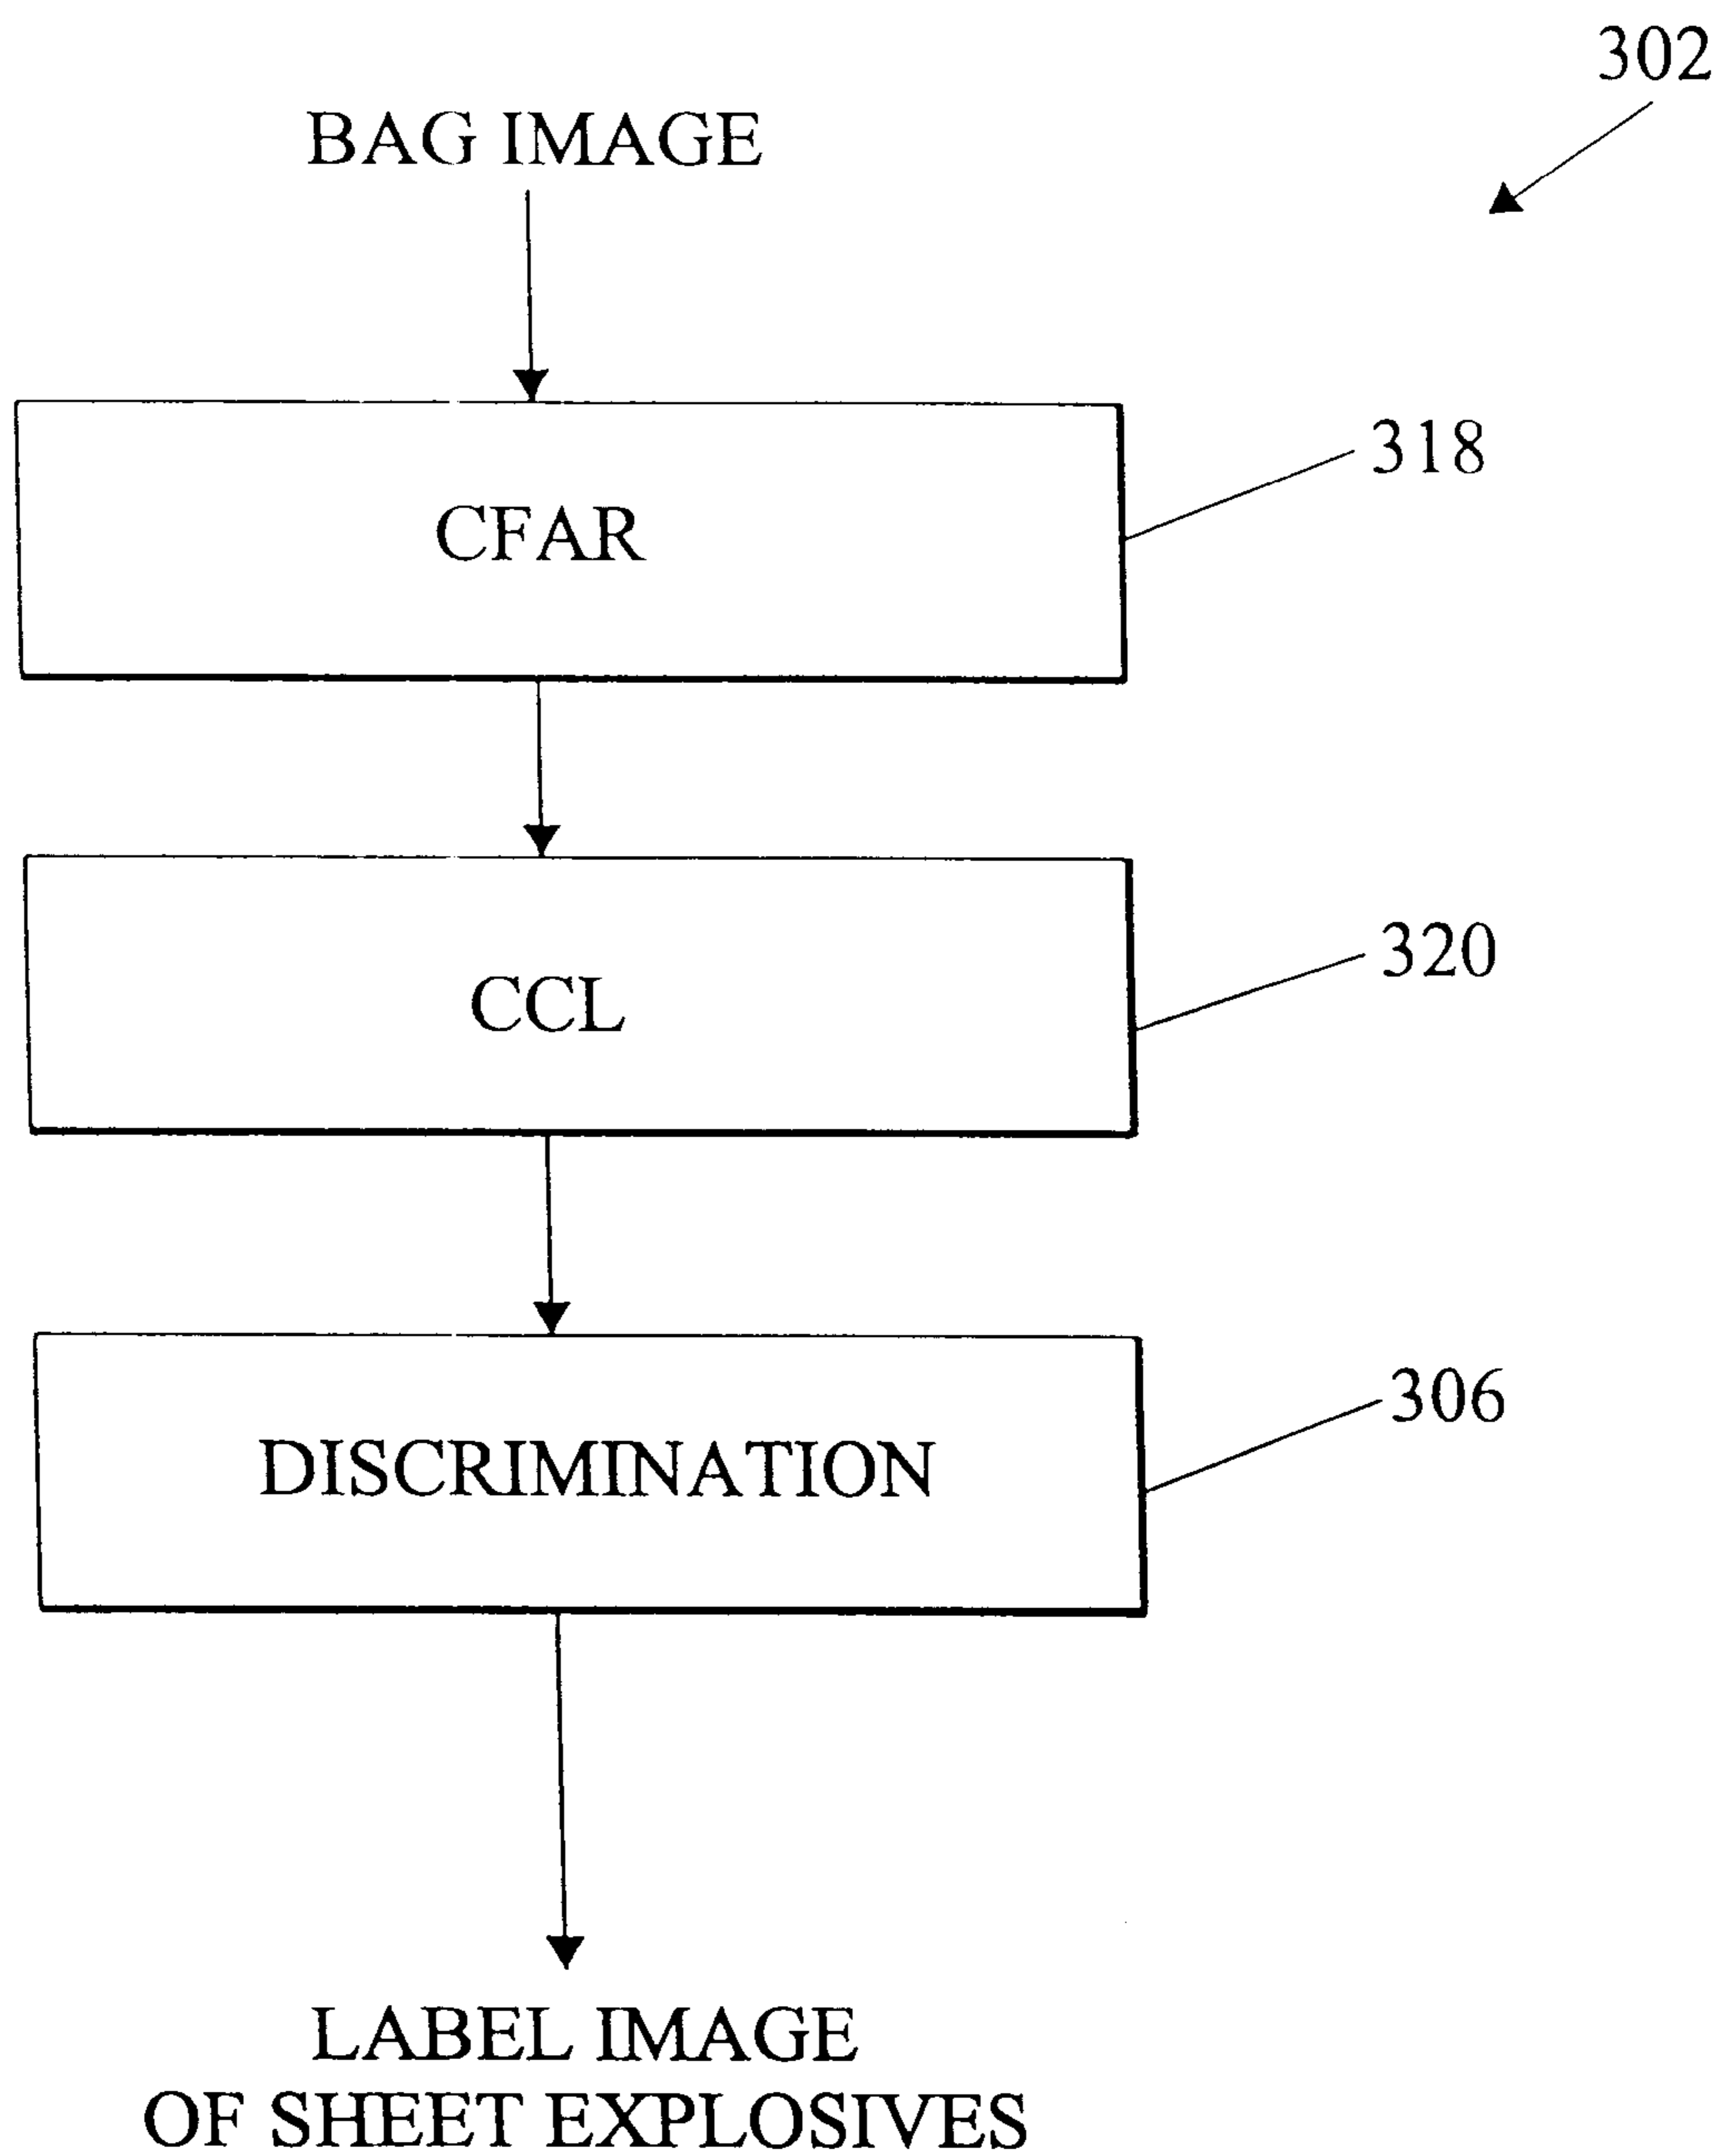 302
BAG IMAGE
CFAR
318
CCL
320
DISCRIMINATION
306
LABEL IMAGE
OF SHEET EXPLOSIVES